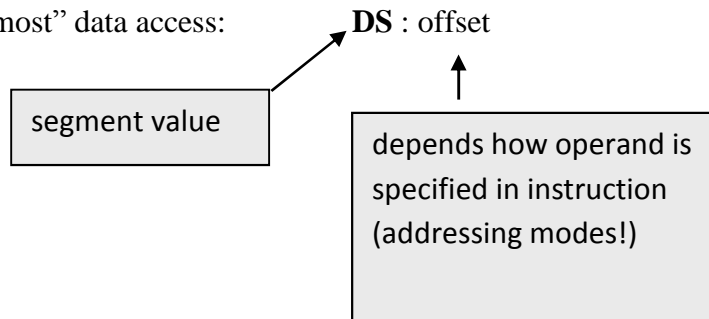 most” data access: DS : offset
segment value
depends how operand is
specified in instruction
(addressing modes!)